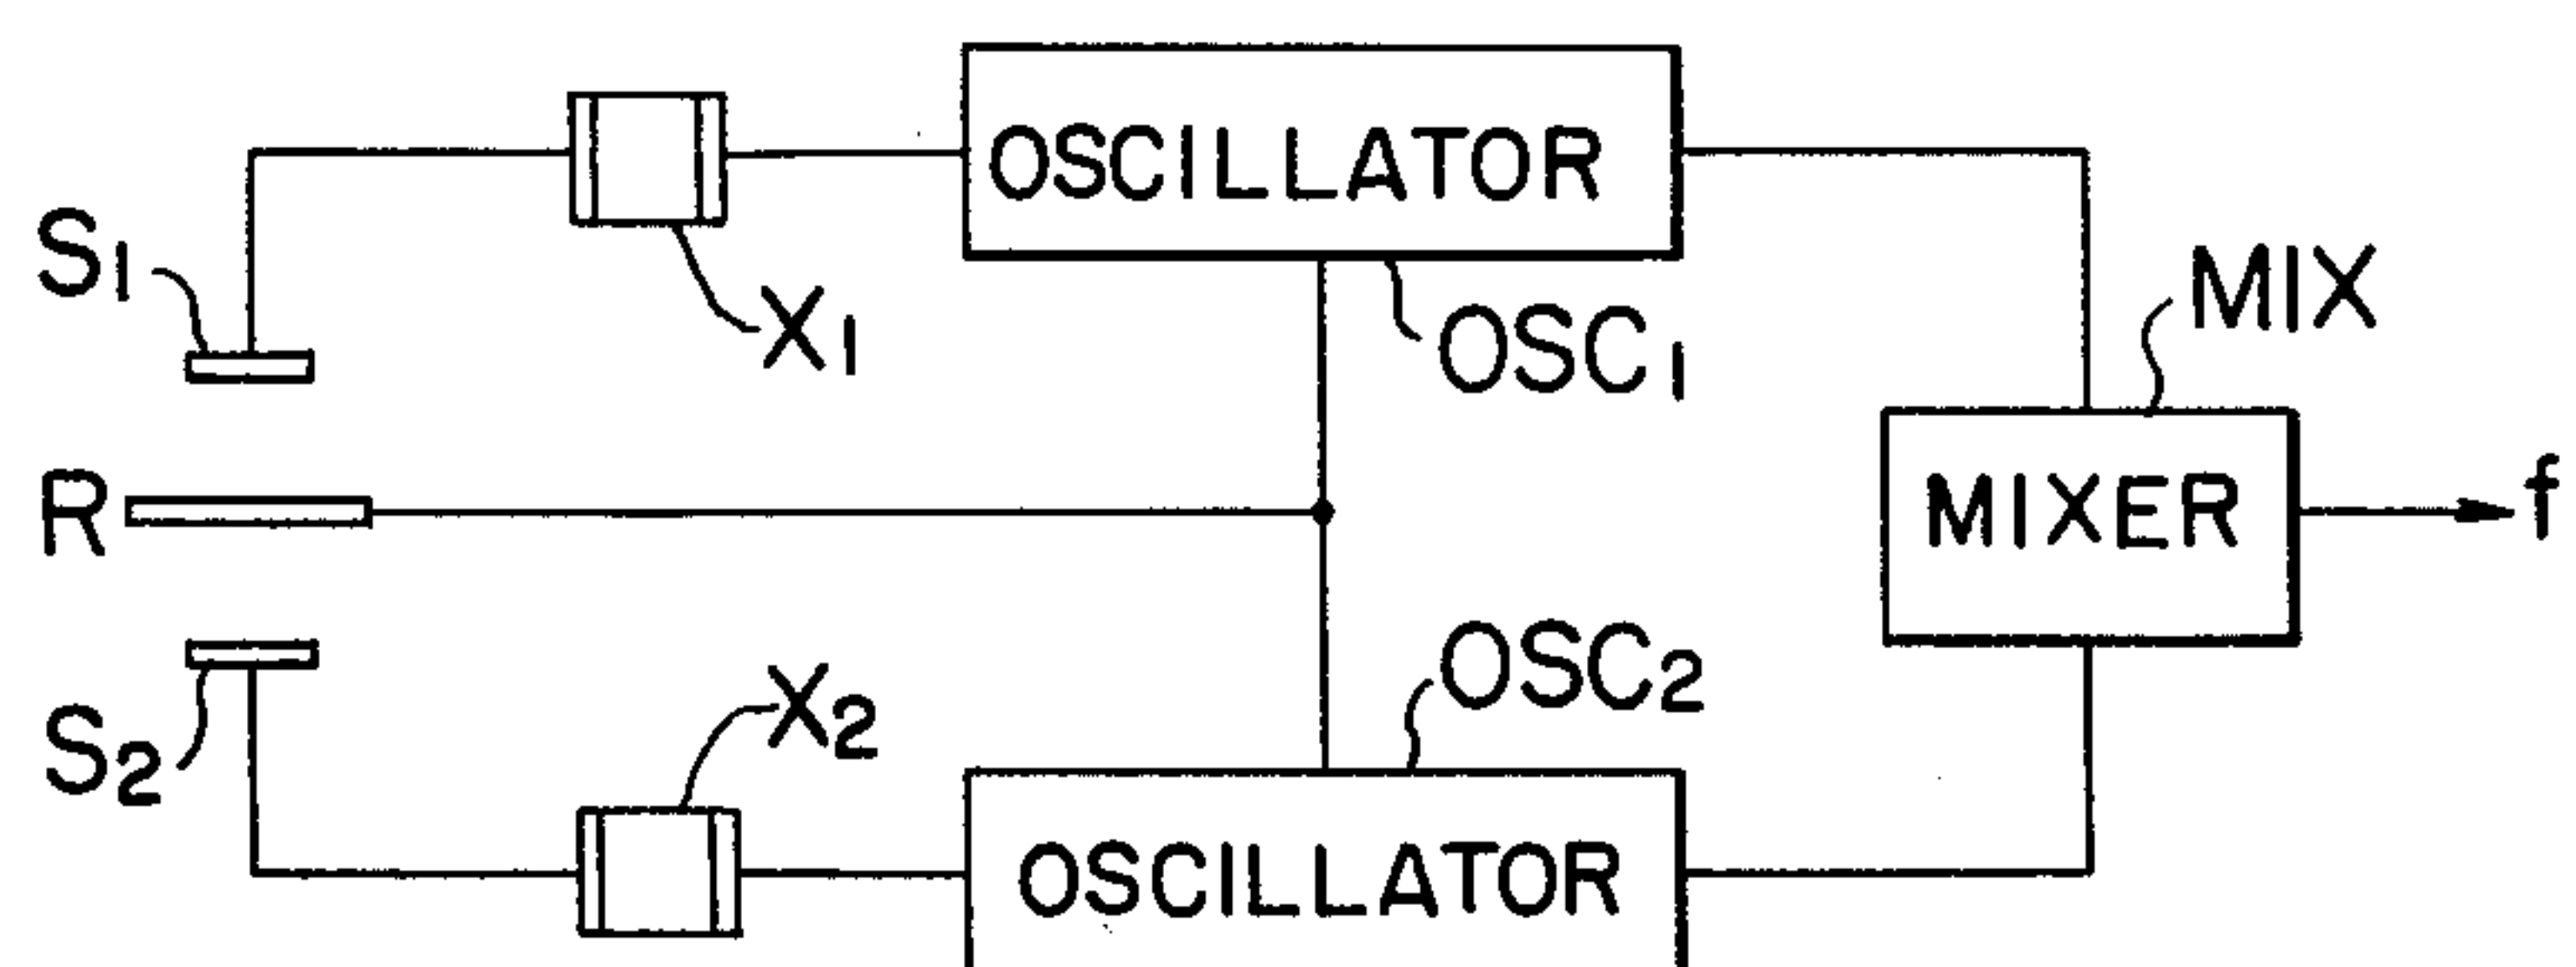 OSCILLATOR
S1
X1
OSC1
MIX
R
MIXER
f
S2
X2
OSC2
OSCILLATOR